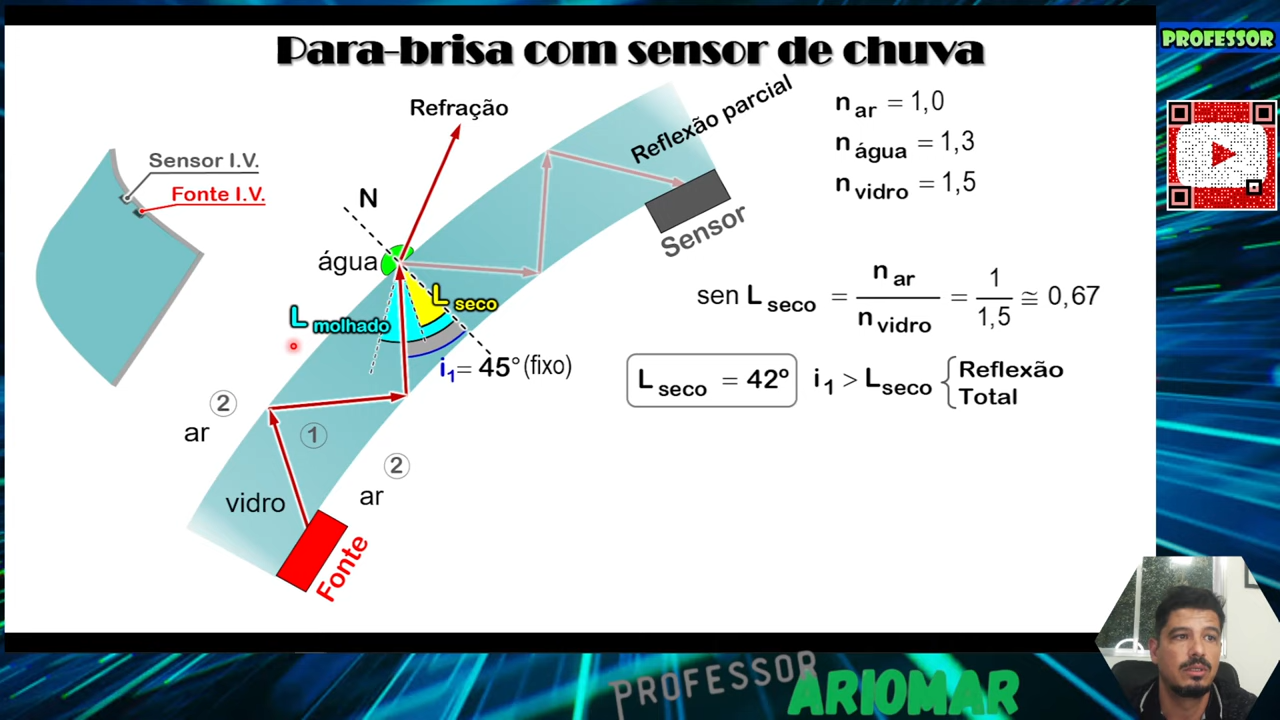 Para-brisa com sensor de chuva
PROFESSOR
Refração
Reflexão parcial
n ar = 1,0
n água = 1,3
n vidro = 1,5
Sensor I.V.
Fonte I.V.
N
Sensor
água
L seco
L molhado
i1 = 45° (fixo)
sen L seco = n ar / n vidro = 1 / 1,5 ≅ 0,67
L seco = 42º
i1 > L seco { Reflexão
Total
2
ar
1
2
ar
vidro
Fonte
PROFESSOR
ARIOMAR